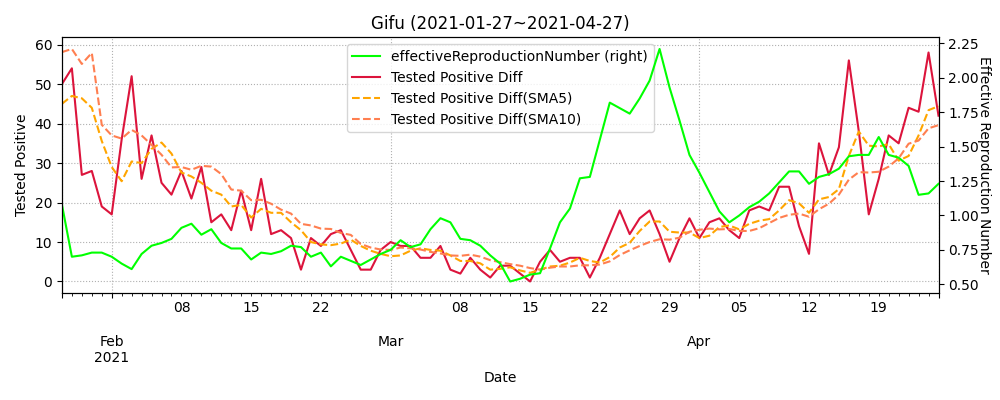 Gifu (2021-01-27~2021-04-27)
effectiveReproductionNumber (right)
Tested Positive Diff
Tested Positive Diff(SMA5)
Tested Positive Diff(SMA10)
Tested Positive
60
50
40
30
20
10
0
2.25
2.00
1.75
1.50
1.25
1.00
0.75
0.50
Effective Reproduction Number
08
15
22
08
15
22
29
05
12
19
Feb
2021
Mar
Apr
Date